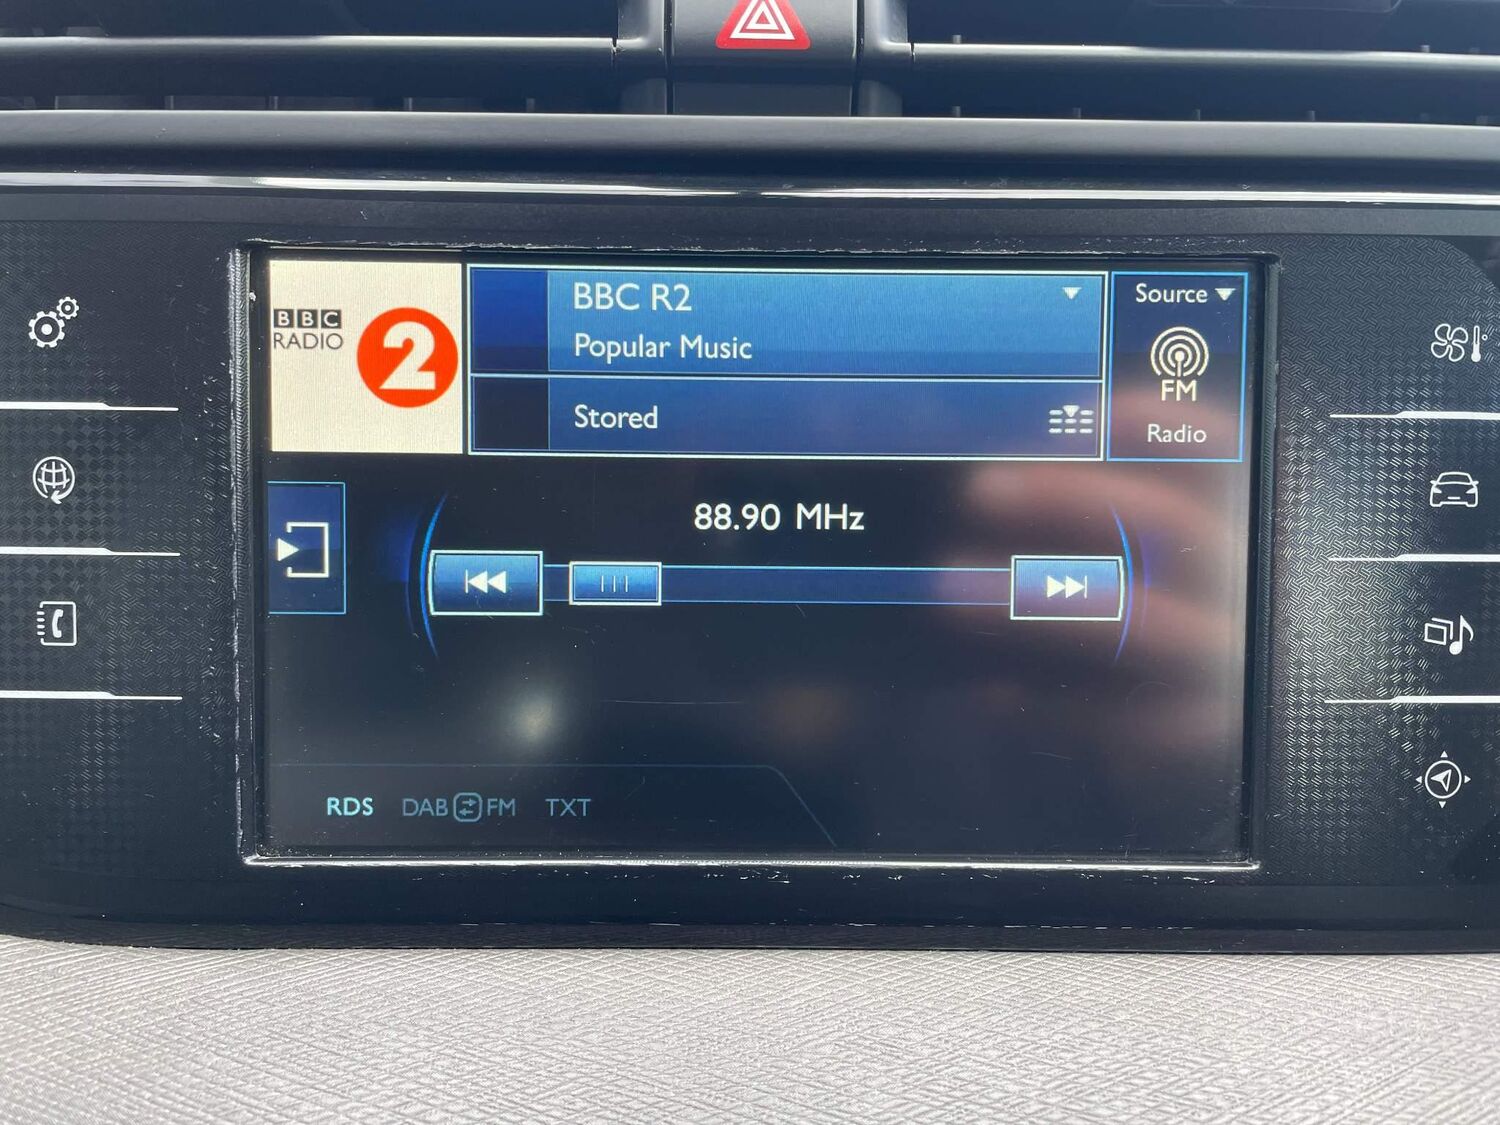 BBC
RADIO
2
BBC R2
Popular Music
Stored
Source
FM
Radio
88.90 MHz
RDS DAB FM TXT